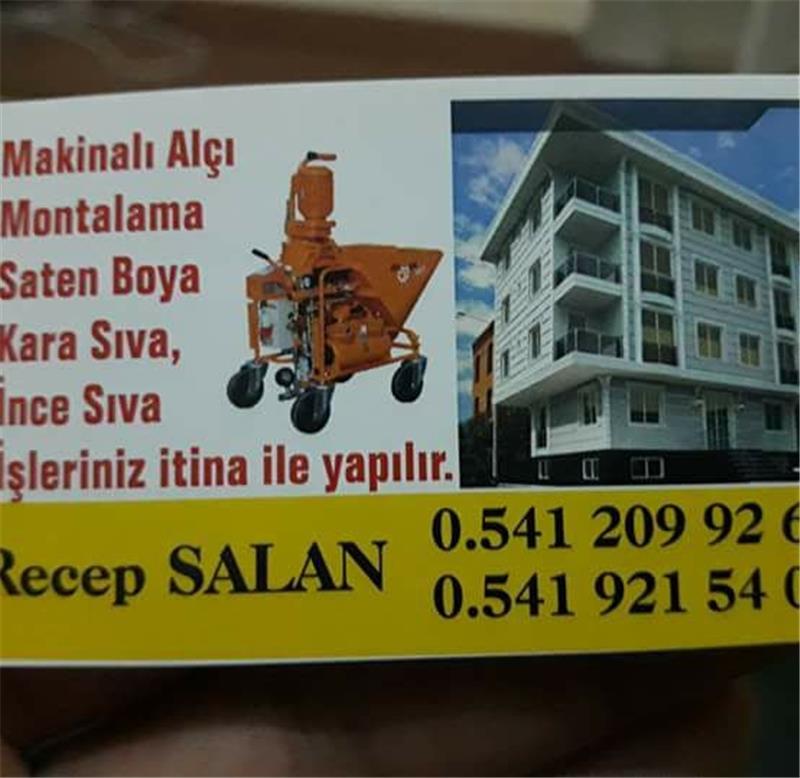 Makinalı Alçı
Montalama
Saten Boya
Kara Sıva,
İnce Sıva
İşleriniz itina ile yapılır.
Recep SALAN
0.541 209 92
0.541 921 54